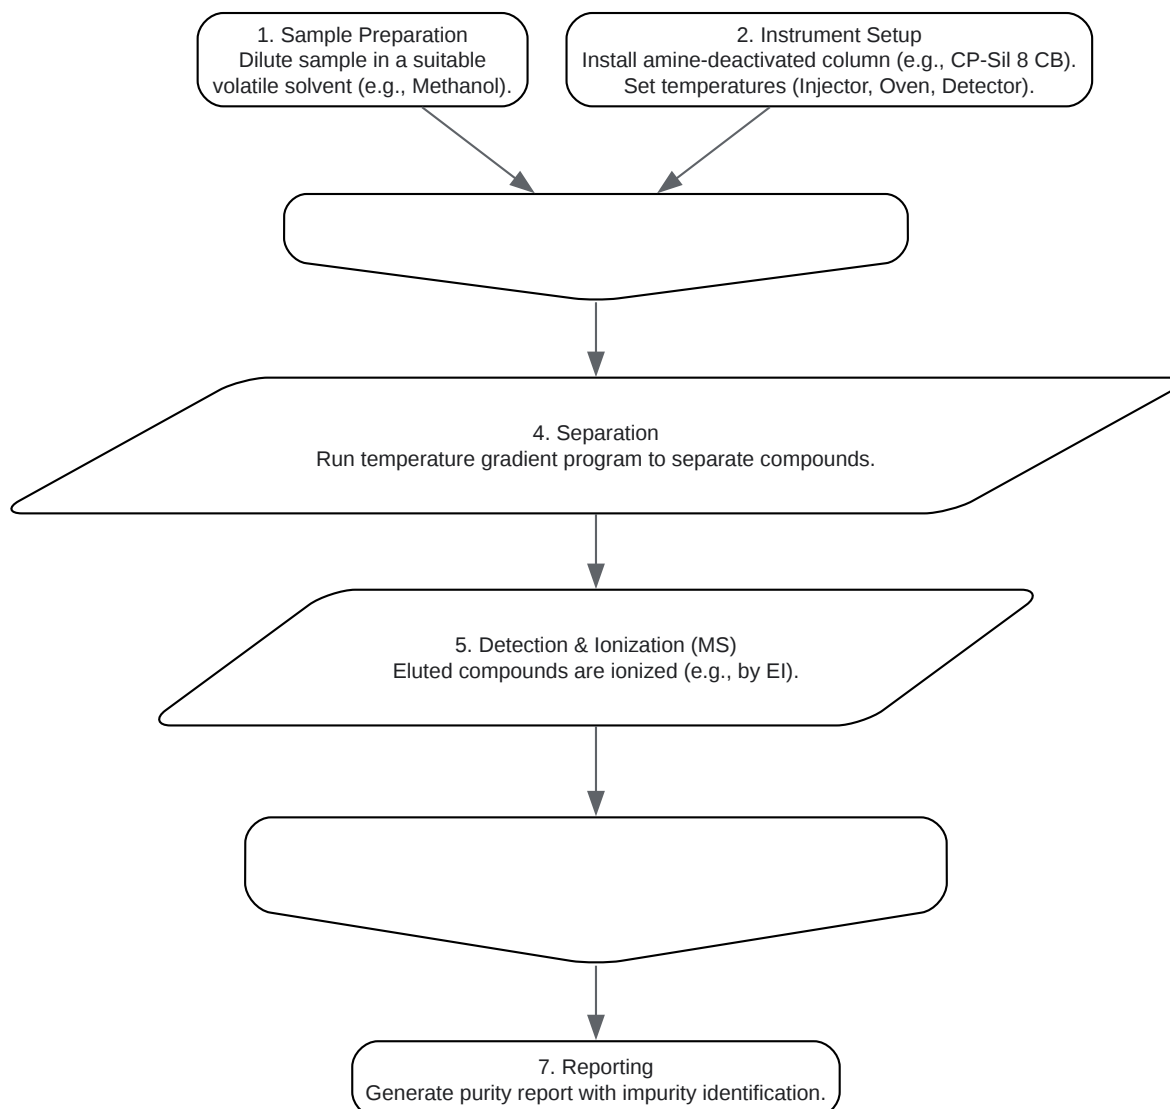 1. Sample Preparation
Dilute sample in a suitable
volatile solvent (e.g., Methanol).
2. Instrument Setup
Install amine-deactivated column (e.g., CP-Sil 8 CB).
Set temperatures (Injector, Oven, Detector).
4. Separation
Run temperature gradient program to separate compounds.
5. Detection & Ionization (MS)
Eluted compounds are ionized (e.g., by EI).
7. Reporting
Generate purity report with impurity identification.